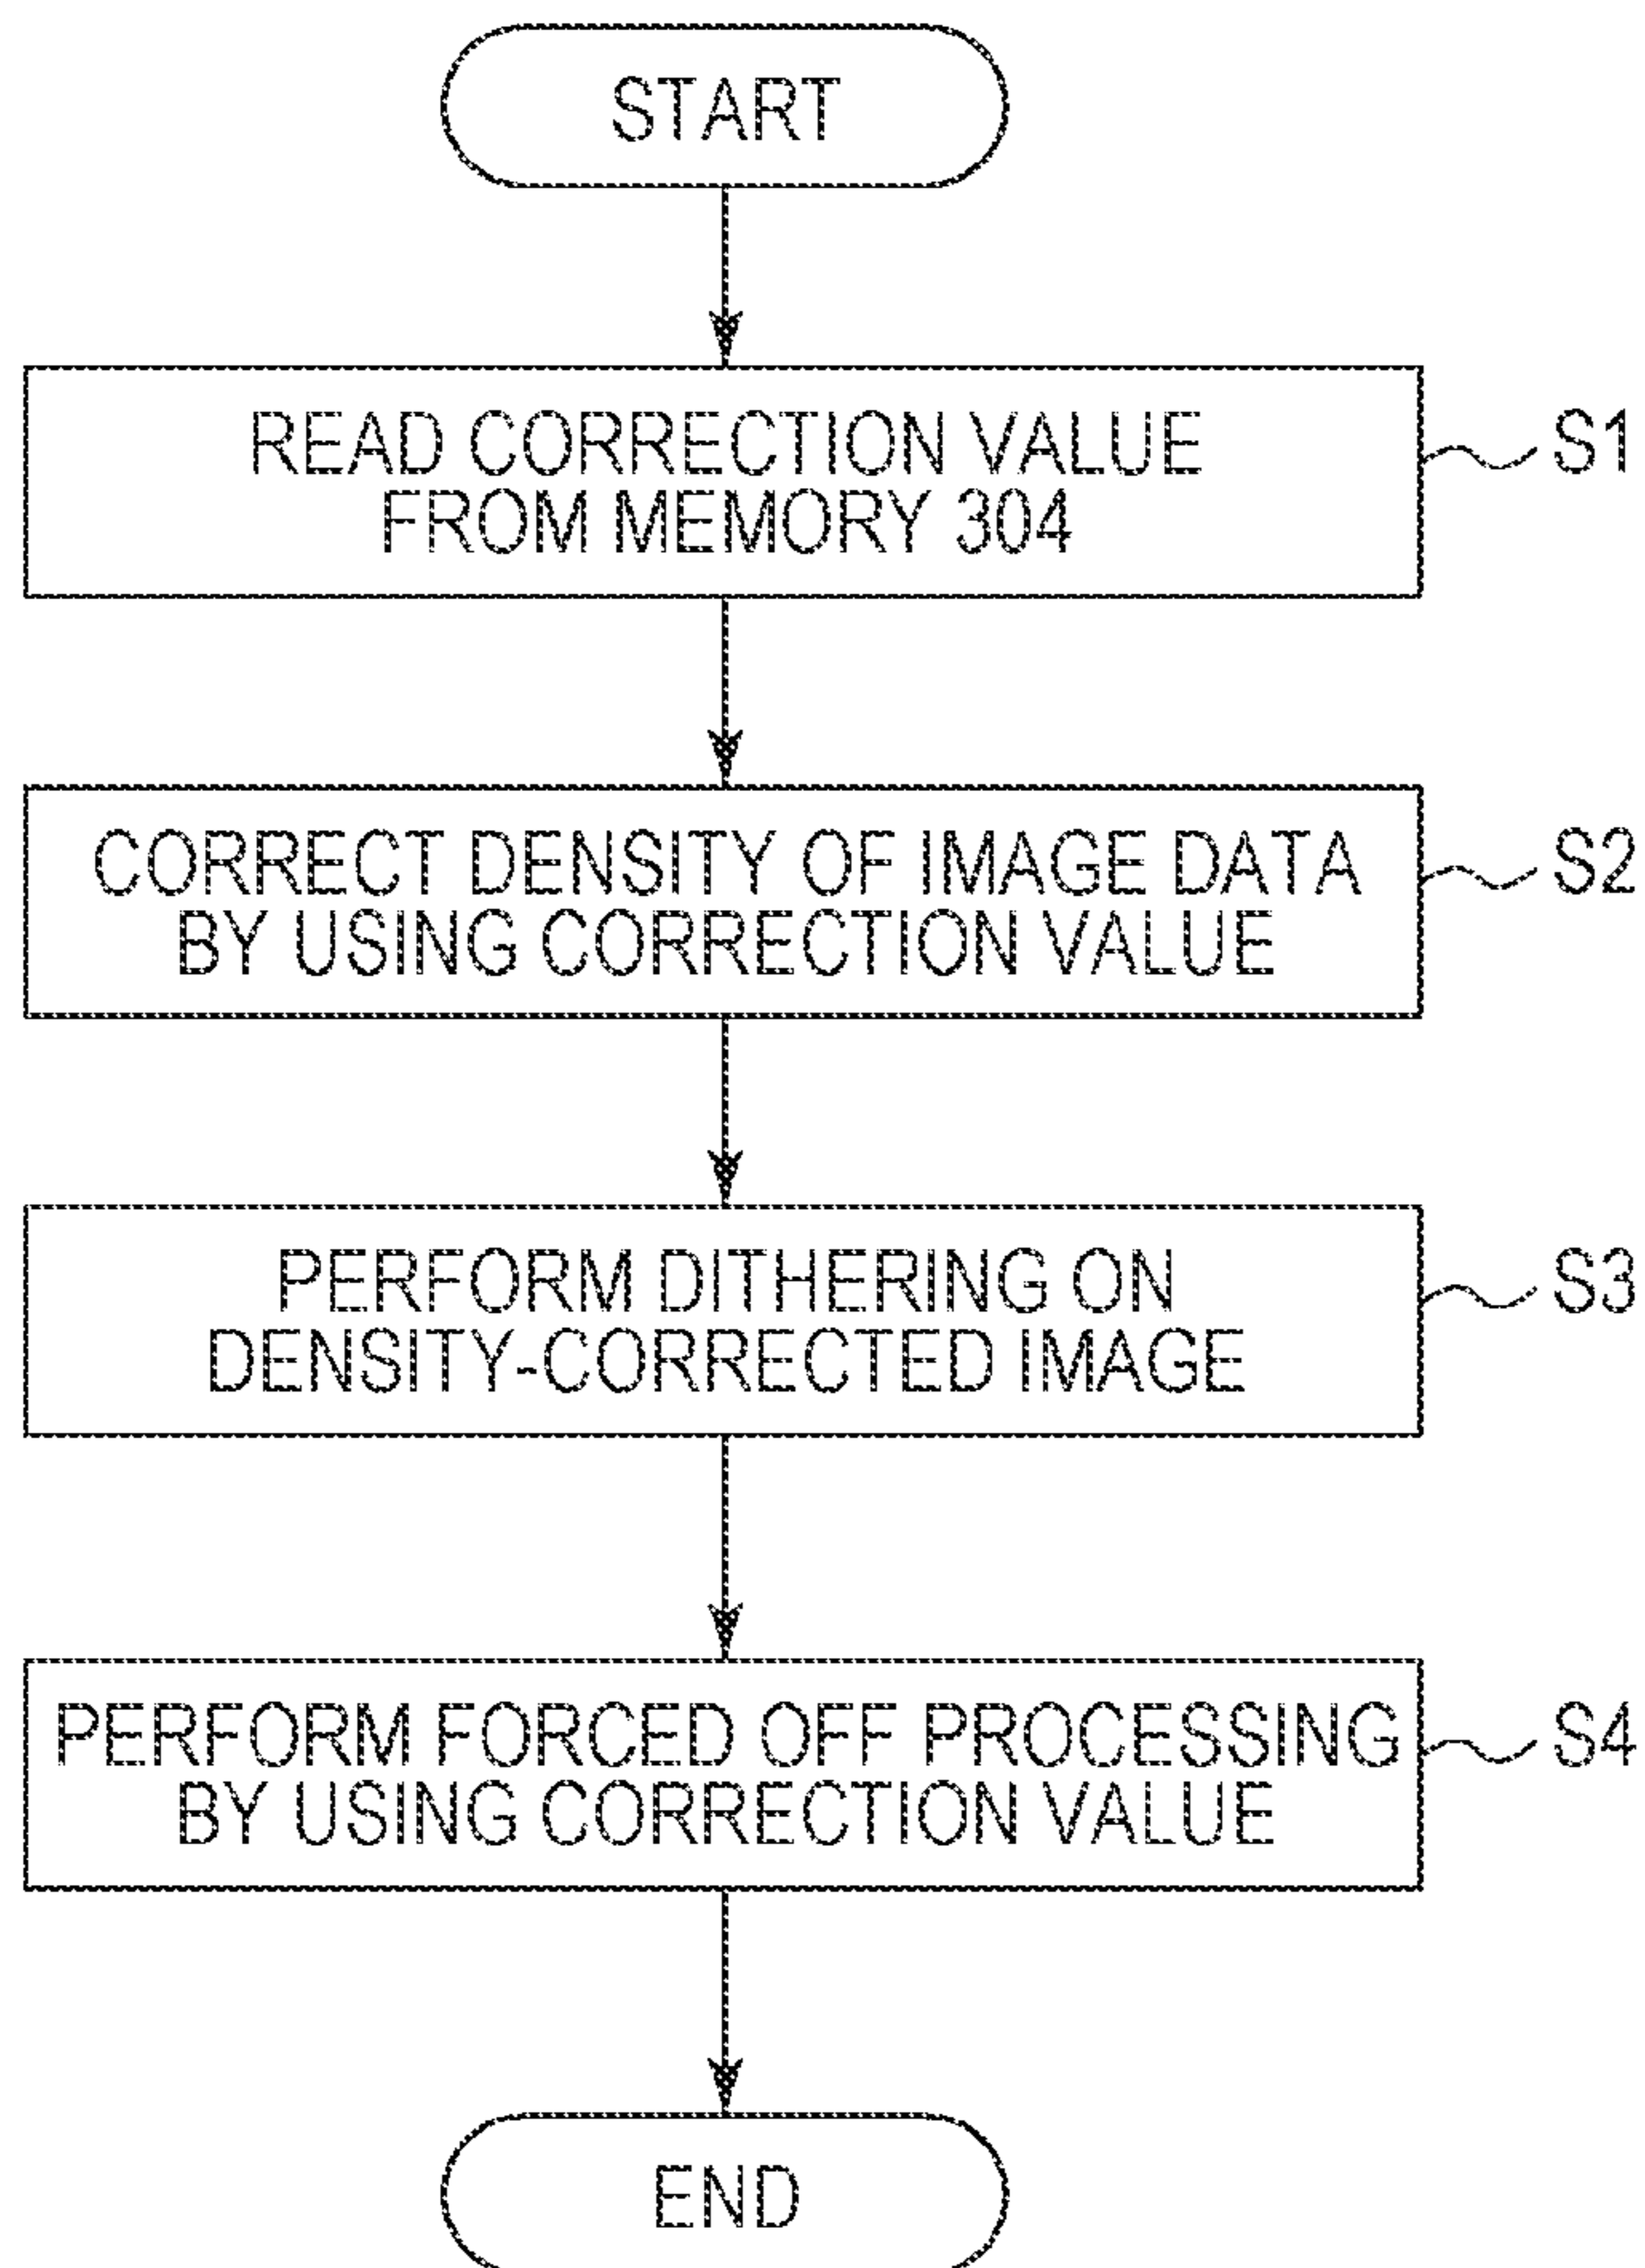 START
READ CORRECTION VALUE
FROM MEMORY 304
S1
CORRECT DENSITY OF IMAGE DATA
BY USING CORRECTION VALUE
S2
PERFORM DITHERING ON
DENSITY-CORRECTED IMAGE
S3
PERFORM FORCED OFF PROCESSING
BY USING CORRECTION VALUE
S4
END